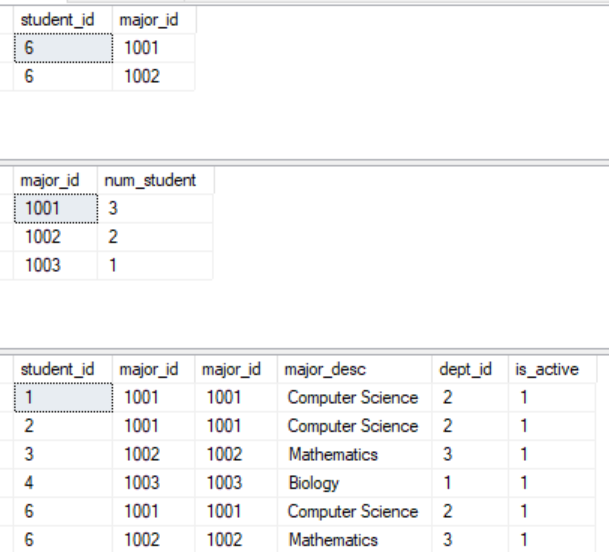 student_id major_id
6 1001
6 1002
major_id num_student
1001 3
1002 2
1003 1
student_id major_id major_id major_desc dept_id is_active
1 1001 1001 Computer Science 2 1
2 1001 1001 Computer Science 2 1
3 1002 1002 Mathematics 3 1
4 1003 1003 Biology 1 1
6 1001 1001 Computer Science 2 1
6 1002 1002 Mathematics 3 1